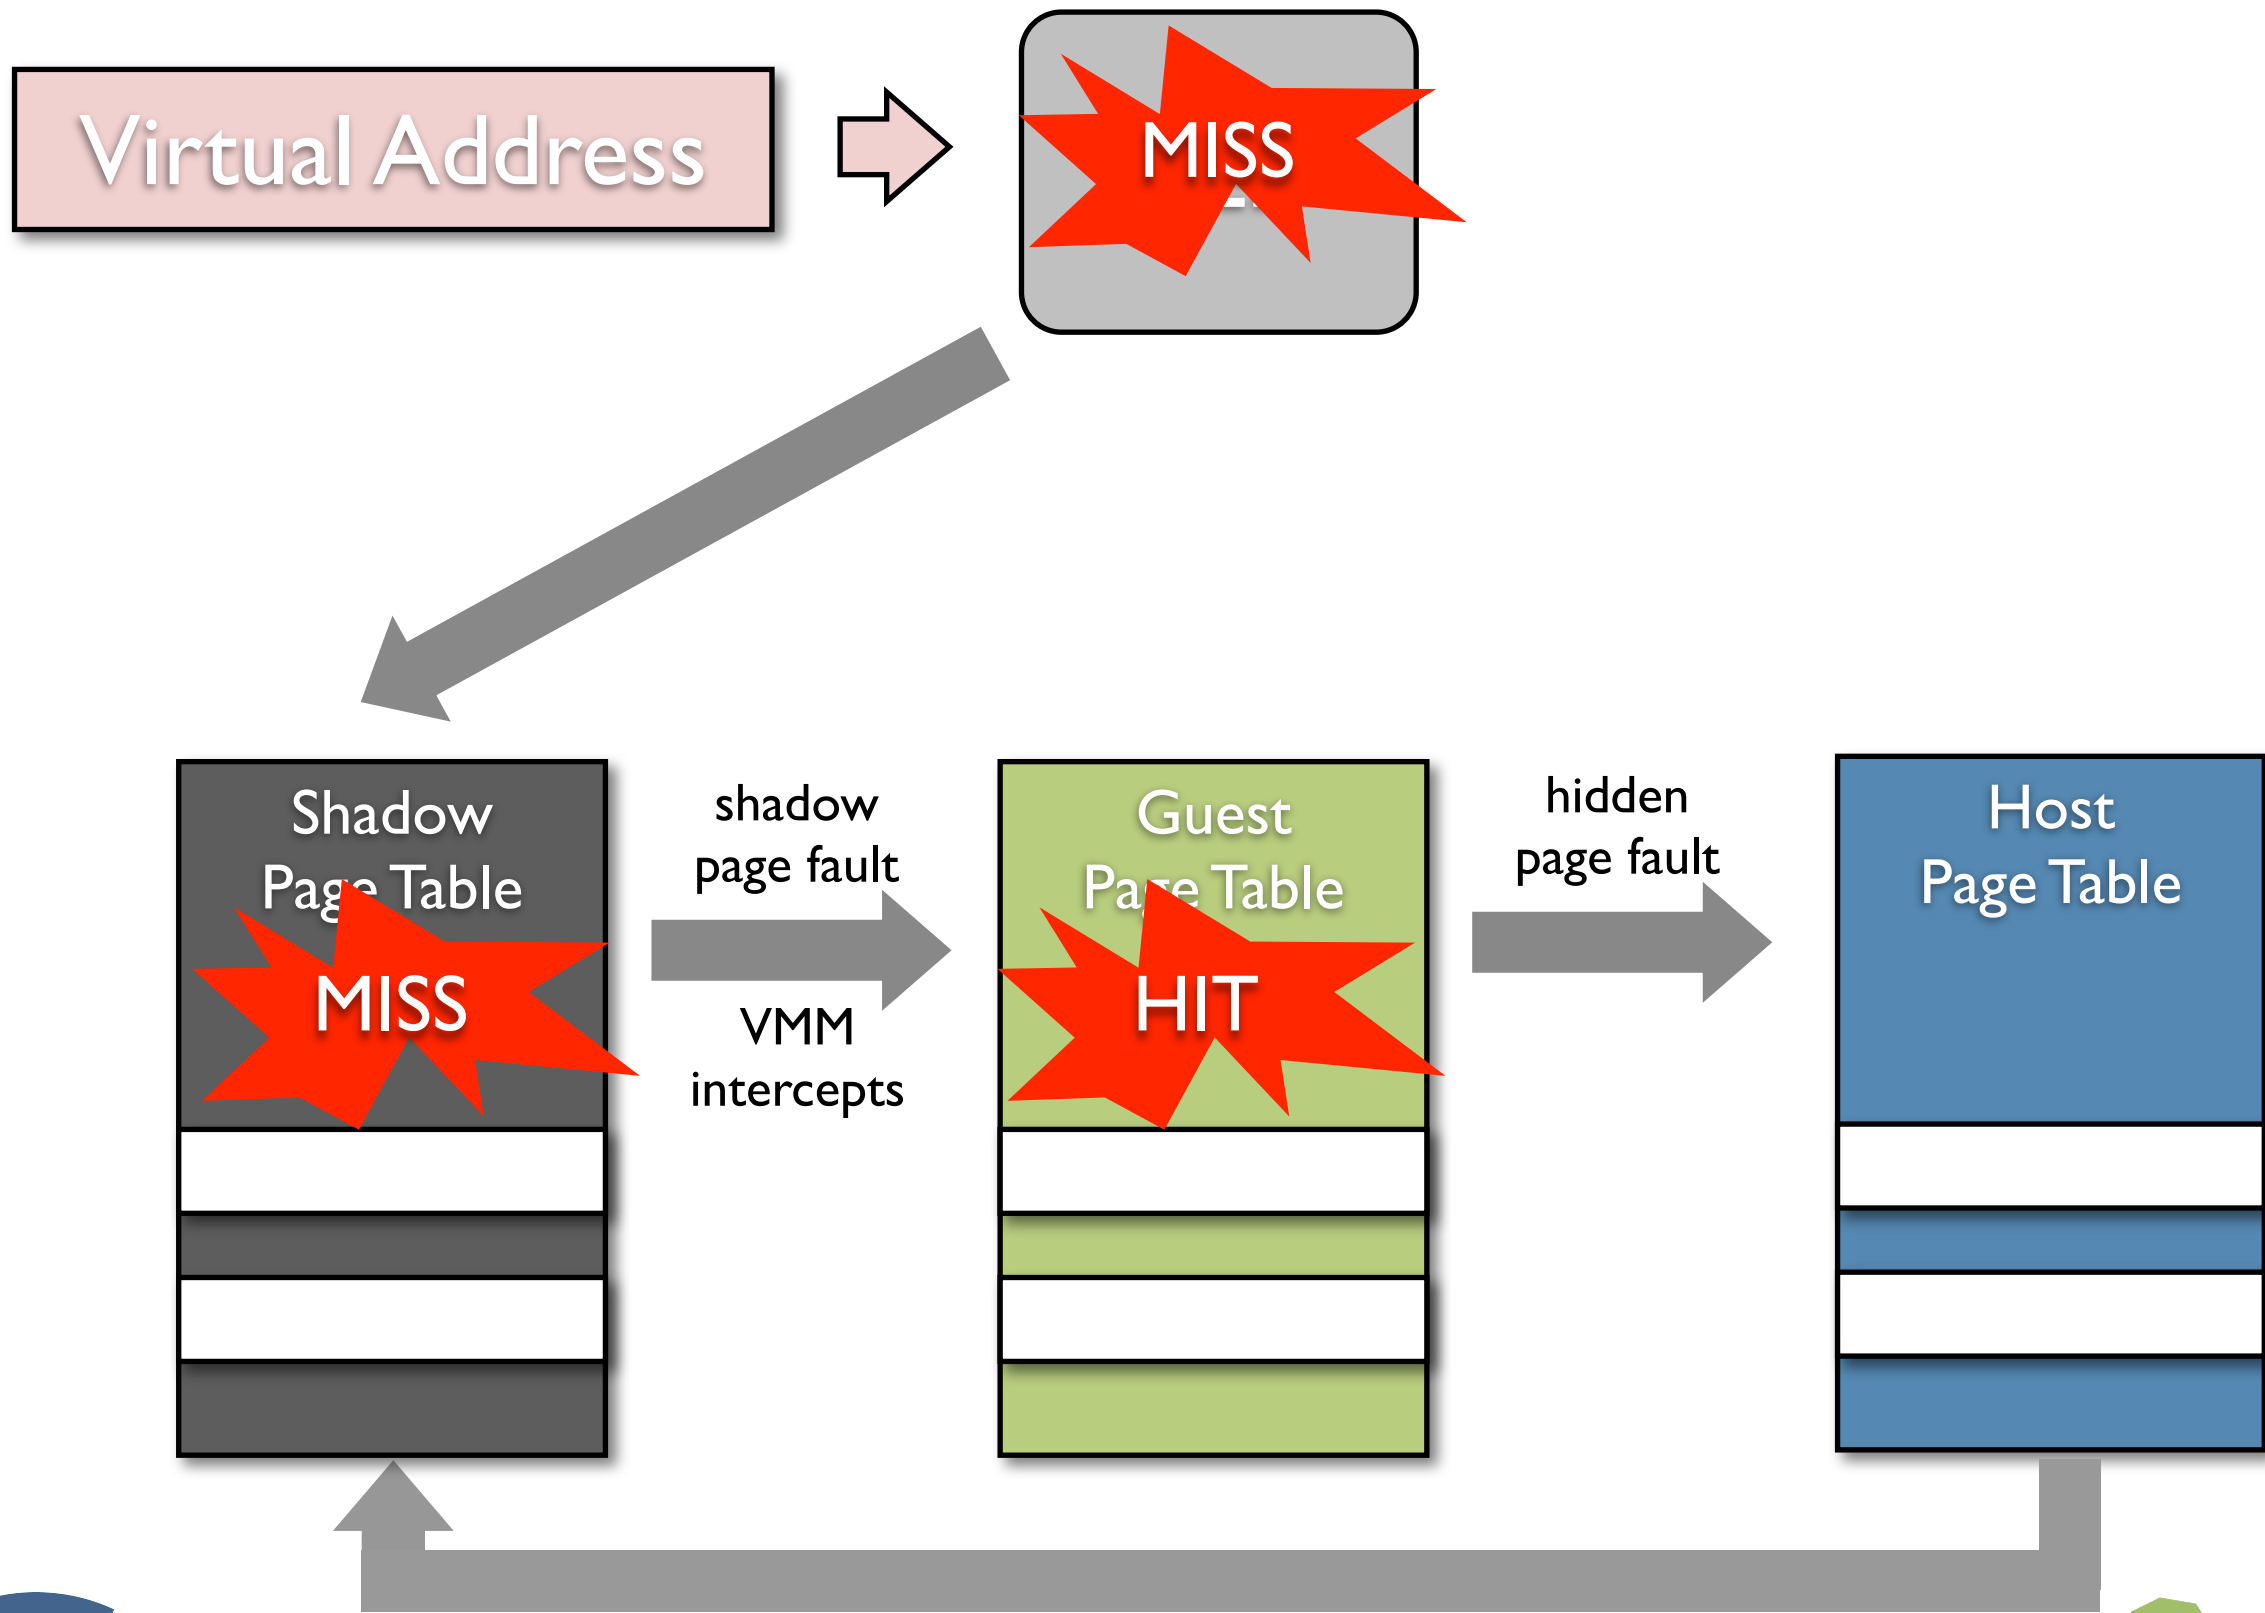 Virtual Address
MISS
Shadow
Page Table
MISS
shadow
page fault
VMM
intercepts
Guest
Page Table
HIT
hidden
page fault
Host
Page Table